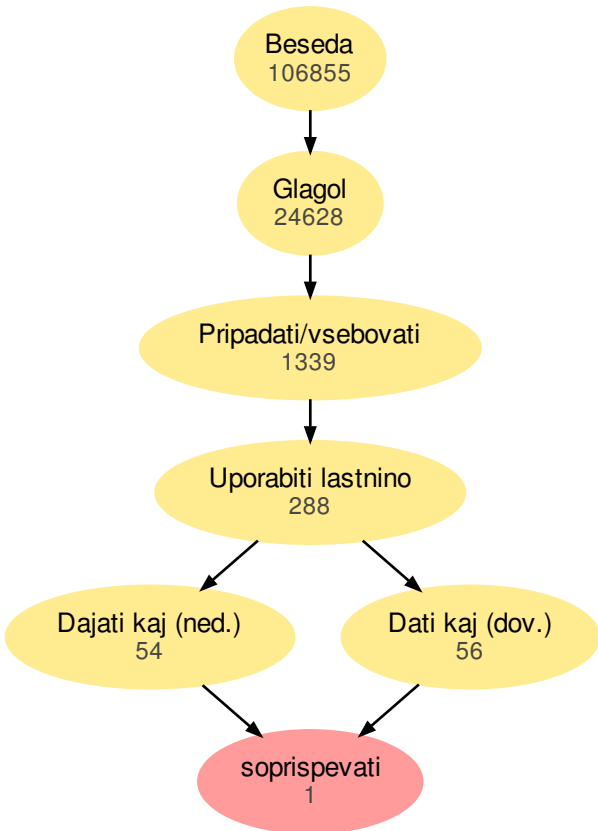 Beseda
106855
Glagol
24628
Pripadati/vsebovati
1339
Uporabiti lastnino
288
Dajati kaj (ned.)
54
Dati kaj (dov.)
56
soprispevati
1